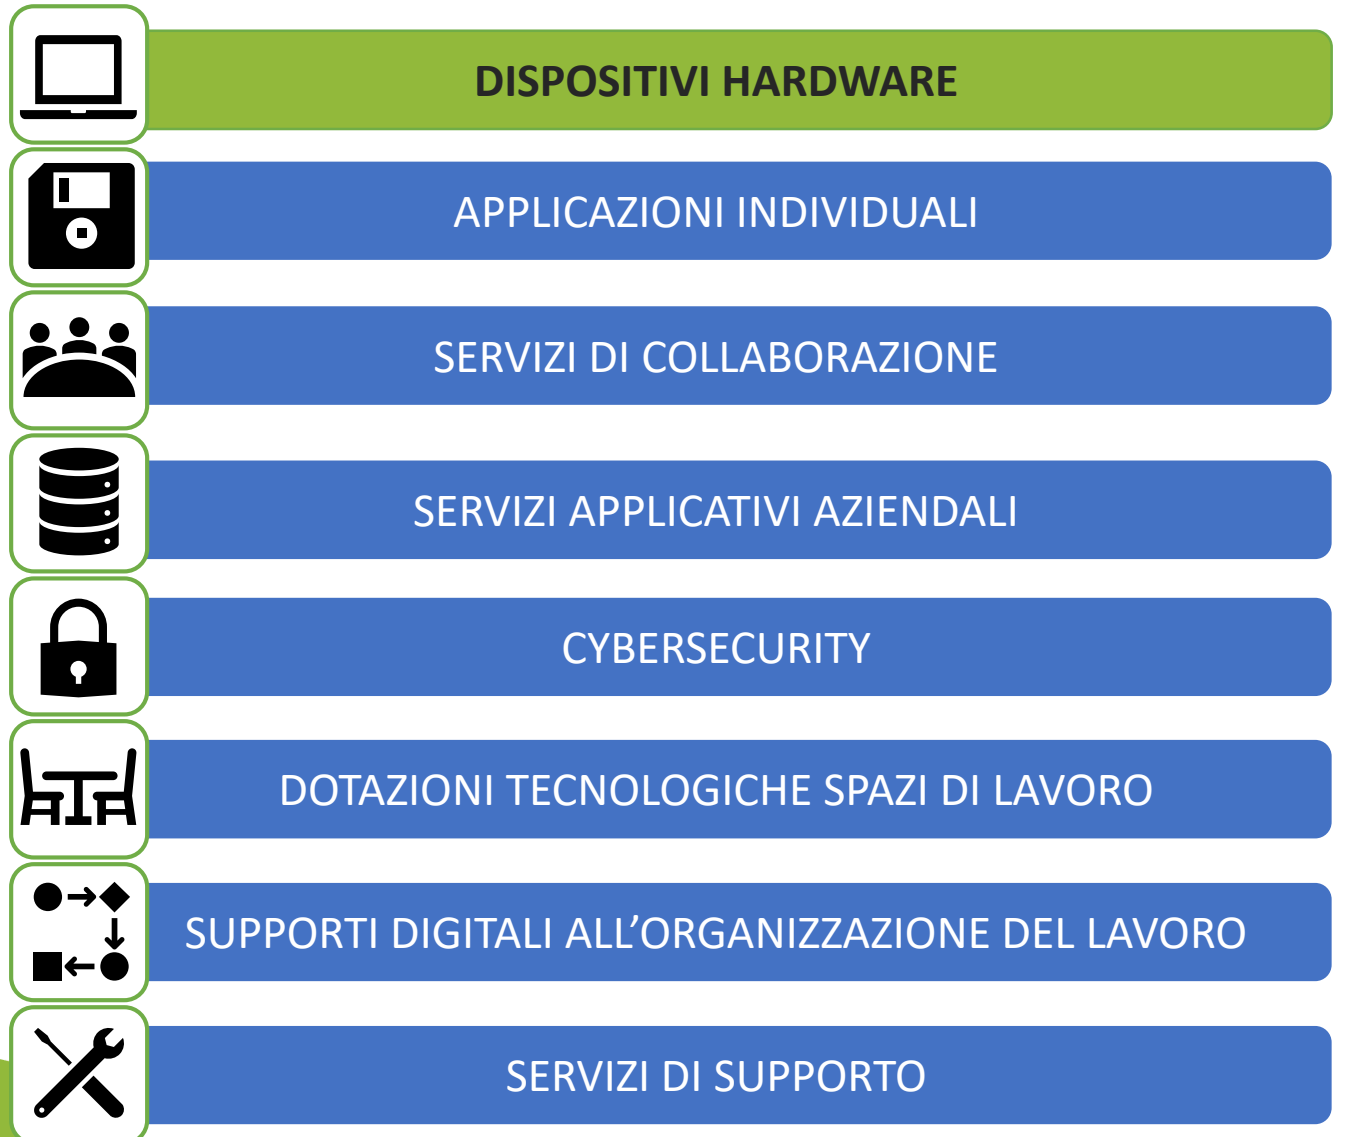 DISPOSITIVI HARDWARE
APPLICAZIONI INDIVIDUALI
SERVIZI DI COLLABORAZIONE
SERVIZI APPLICATIVI AZIENDALI
CYBERSECURITY
DOTAZIONI TECNOLOGICHE SPAZI DI LAVORO
SUPPORTI DIGITALI ALL’ORGANIZZAZIONE DEL LAVORO
SERVIZI DI SUPPORTO